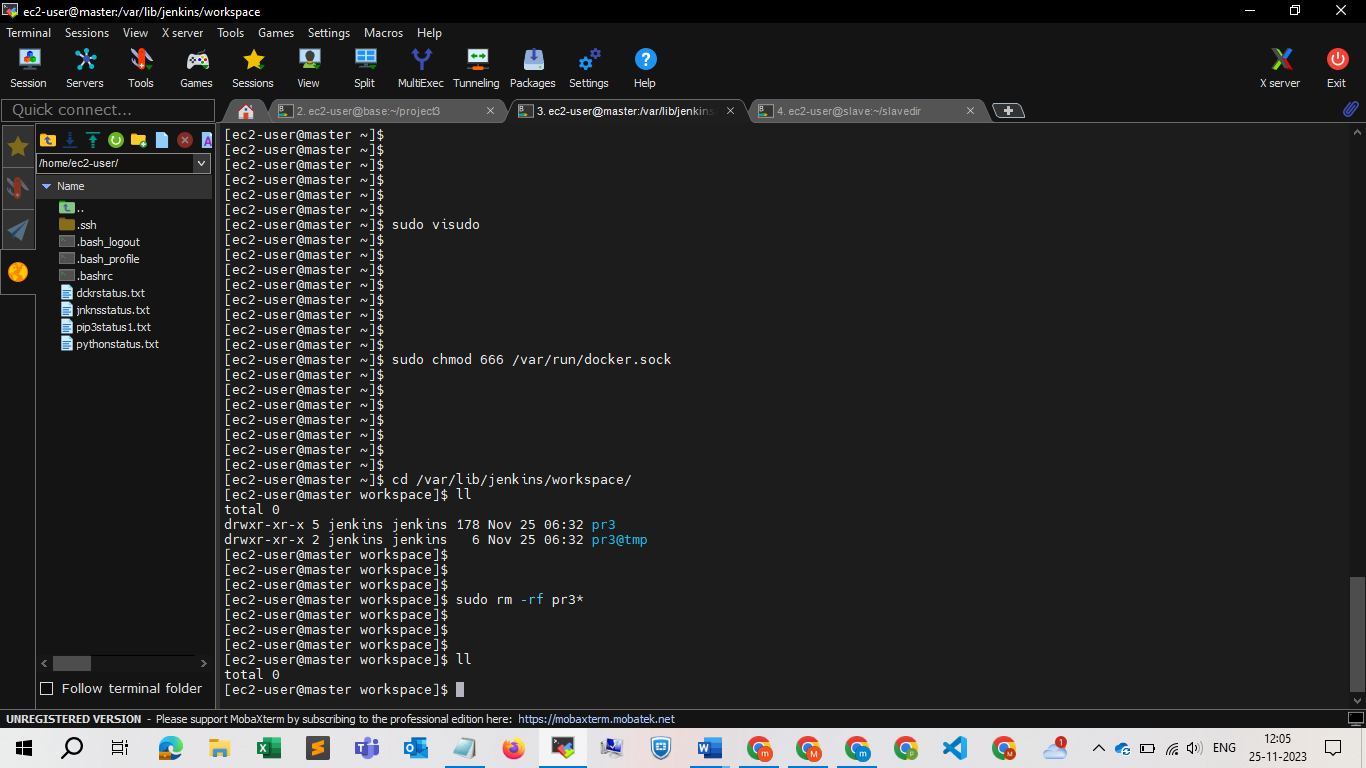 ec2-user@master:/var/lib/jenkins/workspace
Terminal Sessions View X server Tools Games Settings Macros Help
Session Servers Tools Games Sessions View Split MultiExec Tunneling Packages Settings Help X server Exit
Quick connect...
2. ec2-user@base:~/project3
3. ec2-user@master:/var/lib/jenkins
4. ec2-user@slave:~/slavedir
/home/ec2-user/
Name
..
.ssh
.bash_logout
.bash_profile
.bashrc
dckrstatus.txt
jnknsstatus.txt
pip3status1.txt
pythonstatus.txt
Follow terminal folder
[ec2-user@master ~]$
[ec2-user@master ~]$
[ec2-user@master ~]$
[ec2-user@master ~]$
[ec2-user@master ~]$
[ec2-user@master ~]$
[ec2-user@master ~]$ sudo visudo
[ec2-user@master ~]$
[ec2-user@master ~]$
[ec2-user@master ~]$
[ec2-user@master ~]$
[ec2-user@master ~]$
[ec2-user@master ~]$
[ec2-user@master ~]$
[ec2-user@master ~]$
[ec2-user@master ~]$ sudo chmod 666 /var/run/docker.sock
[ec2-user@master ~]$
[ec2-user@master ~]$
[ec2-user@master ~]$
[ec2-user@master ~]$
[ec2-user@master ~]$
[ec2-user@master ~]$
[ec2-user@master ~]$
[ec2-user@master ~]$ cd /var/lib/jenkins/workspace/
[ec2-user@master workspace]$ ll
total 0
drwxr-xr-x 5 jenkins jenkins 178 Nov 25 06:32 pr3
drwxr-xr-x 2 jenkins jenkins   6 Nov 25 06:32 pr3@tmp
[ec2-user@master workspace]$
[ec2-user@master workspace]$
[ec2-user@master workspace]$
[ec2-user@master workspace]$ sudo rm -rf pr3*
[ec2-user@master workspace]$
[ec2-user@master workspace]$
[ec2-user@master workspace]$
[ec2-user@master workspace]$ ll
total 0
[ec2-user@master workspace]$
UNREGISTERED VERSION - Please support MobaXterm by subscribing to the professional edition here: https://mobaxterm.mobatek.net
ENG
12:05
25-11-2023